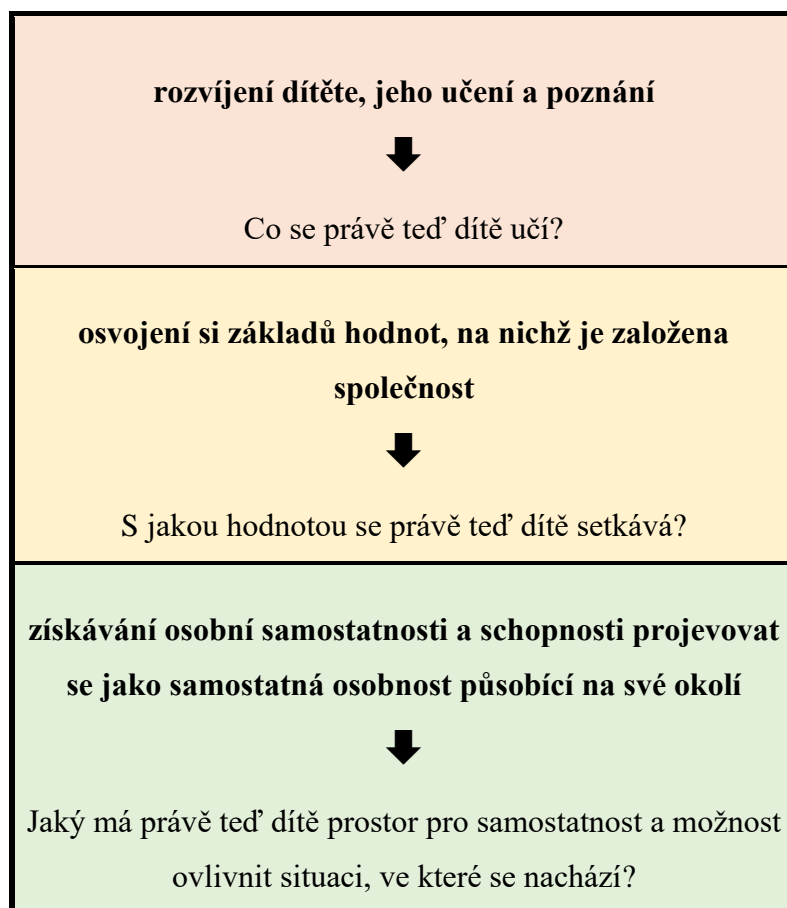 rozvíjení dítěte, jeho učení a poznání
Co se právě teď dítě učí?
osvojení si základů hodnot, na nichž je založena
společnost
S jakou hodnotou se právě teď dítě setkává?
získávání osobní samostatnosti a schopnosti projevovat
se jako samostatná osobnost působící na své okolí
Jaký má právě teď dítě prostor pro samostatnost a možnost
ovlivnit situaci, ve které se nachází?